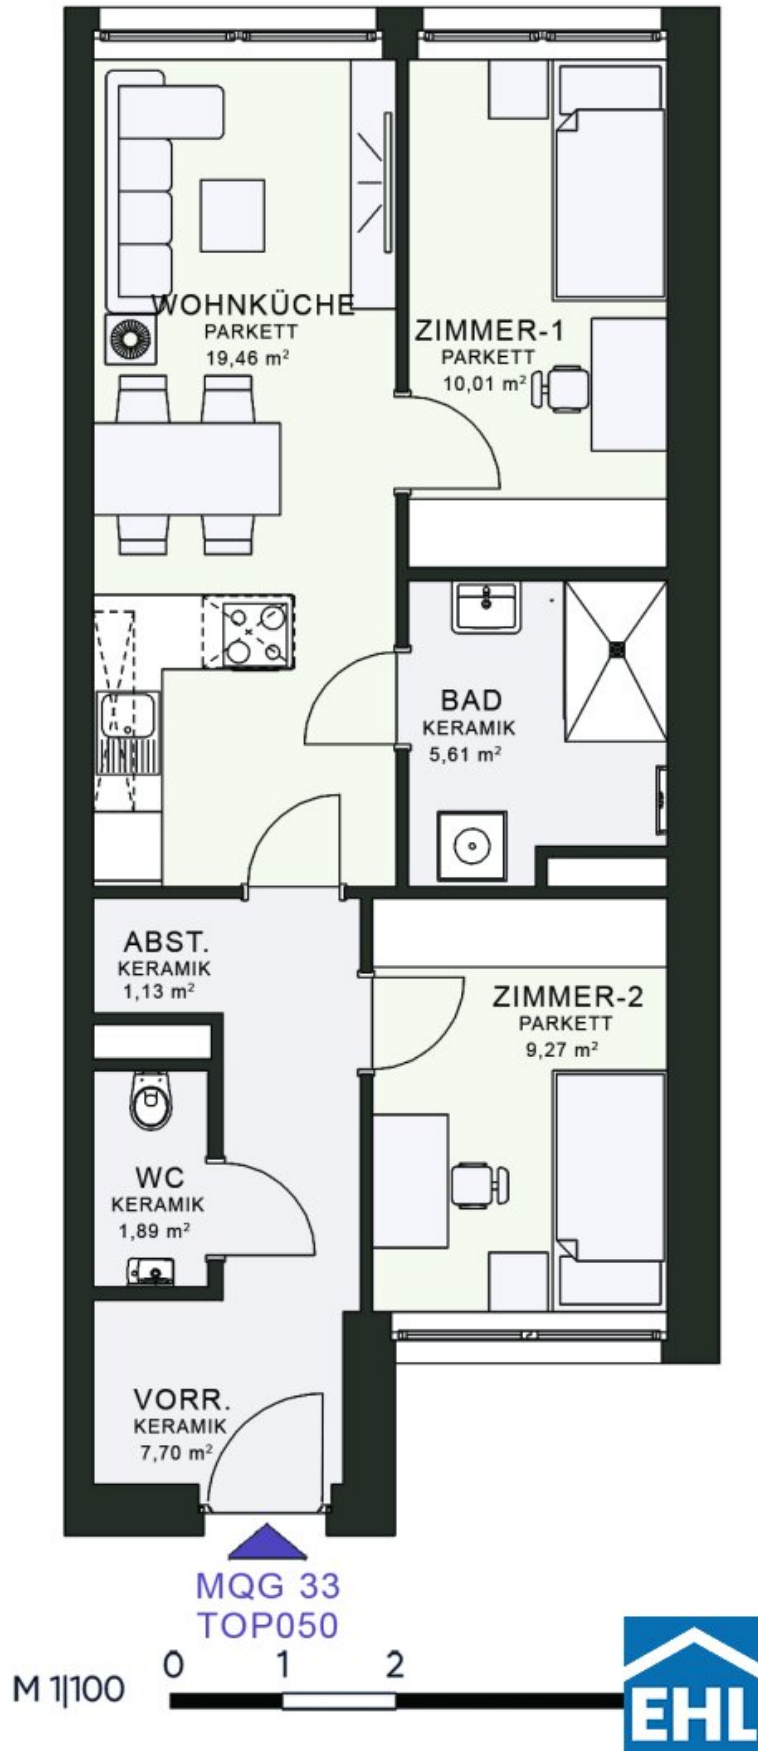 WOHNKÜCHE
PARKETT
19,46 m²
ZIMMER-1
PARKETT
10,01 m²
BAD
KERAMIK
5,61 m²
ABST.
KERAMIK
1,13 m²
ZIMMER-2
PARKETT
9,27 m²
WC
KERAMIK
1,89 m²
VORR.
KERAMIK
7,70 m²
MQG 33
TOP050
M 1|100
0 1 2
EHL